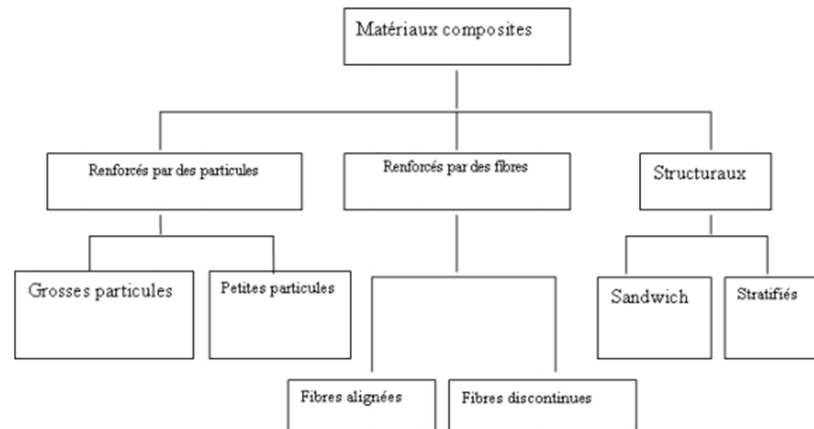 Matériaux composites
Renforcés par des particules
Renforcés par des fibres
Structuraux
Grosses particules
Petites particules
Sandwich
Stratifiés
Fibres alignées
Fibres discontinues